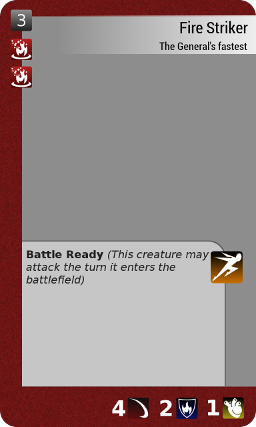 3
Fire Striker
The General's fastest
Battle Ready (This creature may
attack the turn it enters the
battlefield)
4 2 1